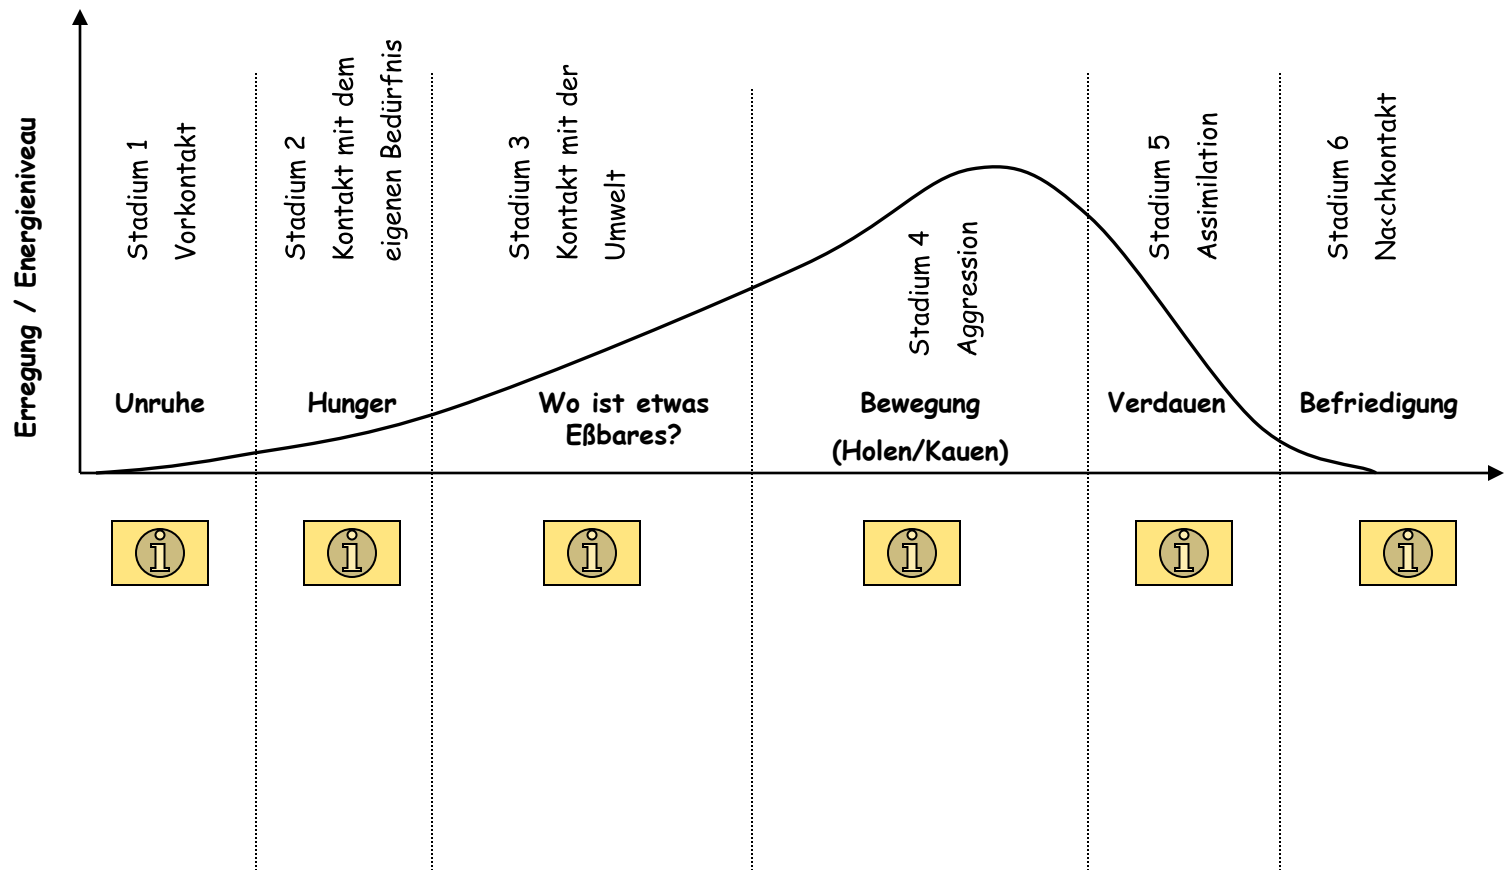 Erregung / Energieniveau
Stadium 1
Vorkontakt
Stadium 2
Kontakt mit dem
eigenen Bedürfnis
Stadium 3
Kontakt mit der
Umwelt
Stadium 4
Aggression
Stadium 5
Assimilation
Stadium 6
Na<chkontakt
Unruhe
Hunger
Wo ist etwas
Eßbares?
Bewegung
(Holen/Kauen)
Verdauen
Befriedigung
i
i
i
i
i
i